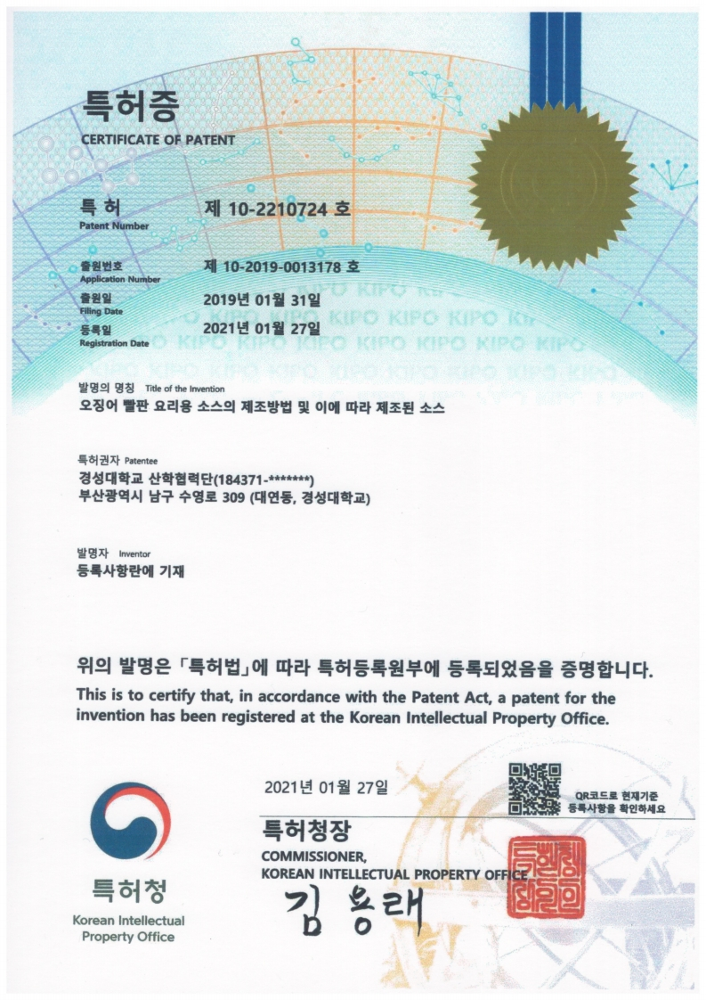 특허증
CERTIFICATE OF PATENT
특 허 제 10-2210724 호
Patent Number
출원번호 제 10-2019-0013178 호
Application Number
출원일 2019년 01월 31일
Filing Date
등록일 2021년 01월 27일
Registration Date
발명의 명칭 Title of the Invention
오징어 빨판 요리용 소스의 제조방법 및 이에 따라 제조된 소스
특허권자 Patentee
경성대학교 산학협력단(184371-*******)
부산광역시 남구 수영로 309 (대연동, 경성대학교)
발명자 Inventor
등록사항란에 기재
위의 발명은 「특허법」에 따라 특허등록원부에 등록되었음을 증명합니다.
This is to certify that, in accordance with the Patent Act, a patent for the
invention has been registered at the Korean Intellectual Property Office.
2021년 01월 27일
QR코드로 현재기준
등록사항을 확인하세요
특허청장
COMMISSIONER,
KOREAN INTELLECTUAL PROPERTY OFFICE
김용래
특허청
Korean Intellectual
Property Office